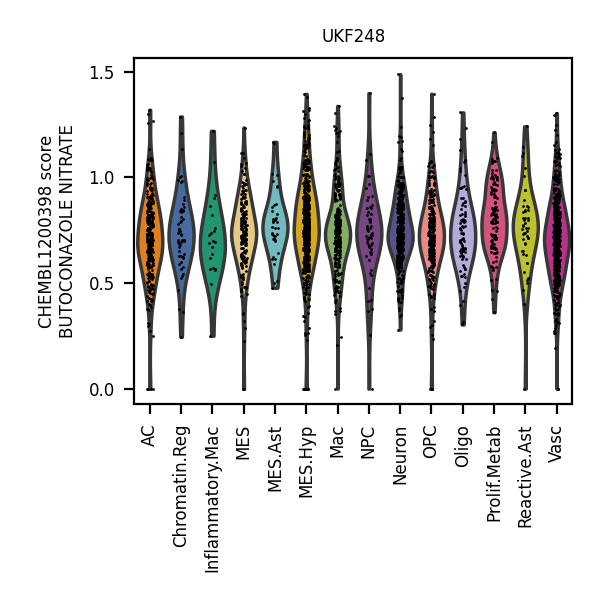 UKF248
CHEMBL1200398 score
BUTOCONAZOLE NITRATE
1.5
1.0
0.5
0.0
AC
Chromatin.Reg
Inflammatory.Mac
MES
MES.Ast
MES.Hyp
Mac
NPC
Neuron
OPC
Oligo
Prolif.Metab
Reactive.Ast
Vasc